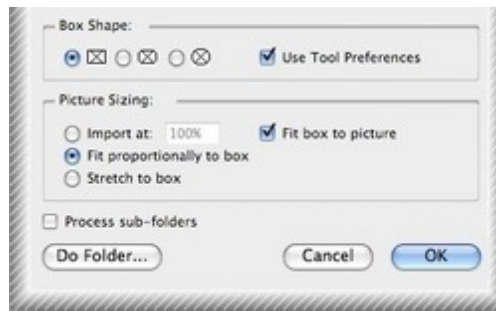 Box Shape:
Use Tool Preferences
Picture Sizing:
Import at: 100% Fit box to picture
Fit proportionally to box
Stretch to box
Process sub-folders
Do Folder... Cancel OK